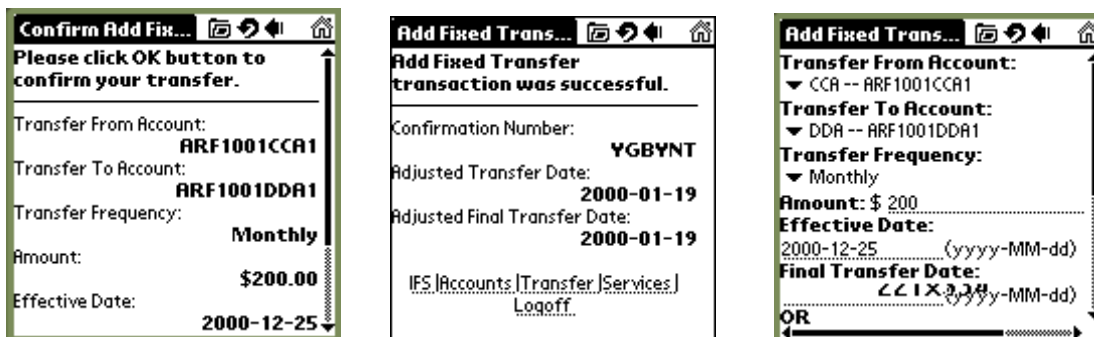 Confirm Add Fix...
Please click OK button to
confirm your transfer.
Transfer From Account:
ARF1001CCA1
Transfer To Account:
ARF1001DDA1
Transfer Frequency:
Monthly
Amount:
$200.00
Effective Date:
2000-12-25
Add Fixed Trans...
Add Fixed Transfer
transaction was successful.
Confirmation Number:
YGBYNT
Adjusted Transfer Date:
2000-01-19
Adjusted Final Transfer Date:
2000-01-19
IFS |Accounts |Transfer |Services |
Logoff
Add Fixed Trans...
Transfer From Account:
CCA -- ARF1001CCA1
Transfer To Account:
DDA -- ARF1001DDA1
Transfer Frequency:
Monthly
Amount: $ 200
Effective Date:
2000-12-25 (yyyy-MM-dd)
Final Transfer Date:
-MM-dd)
OR